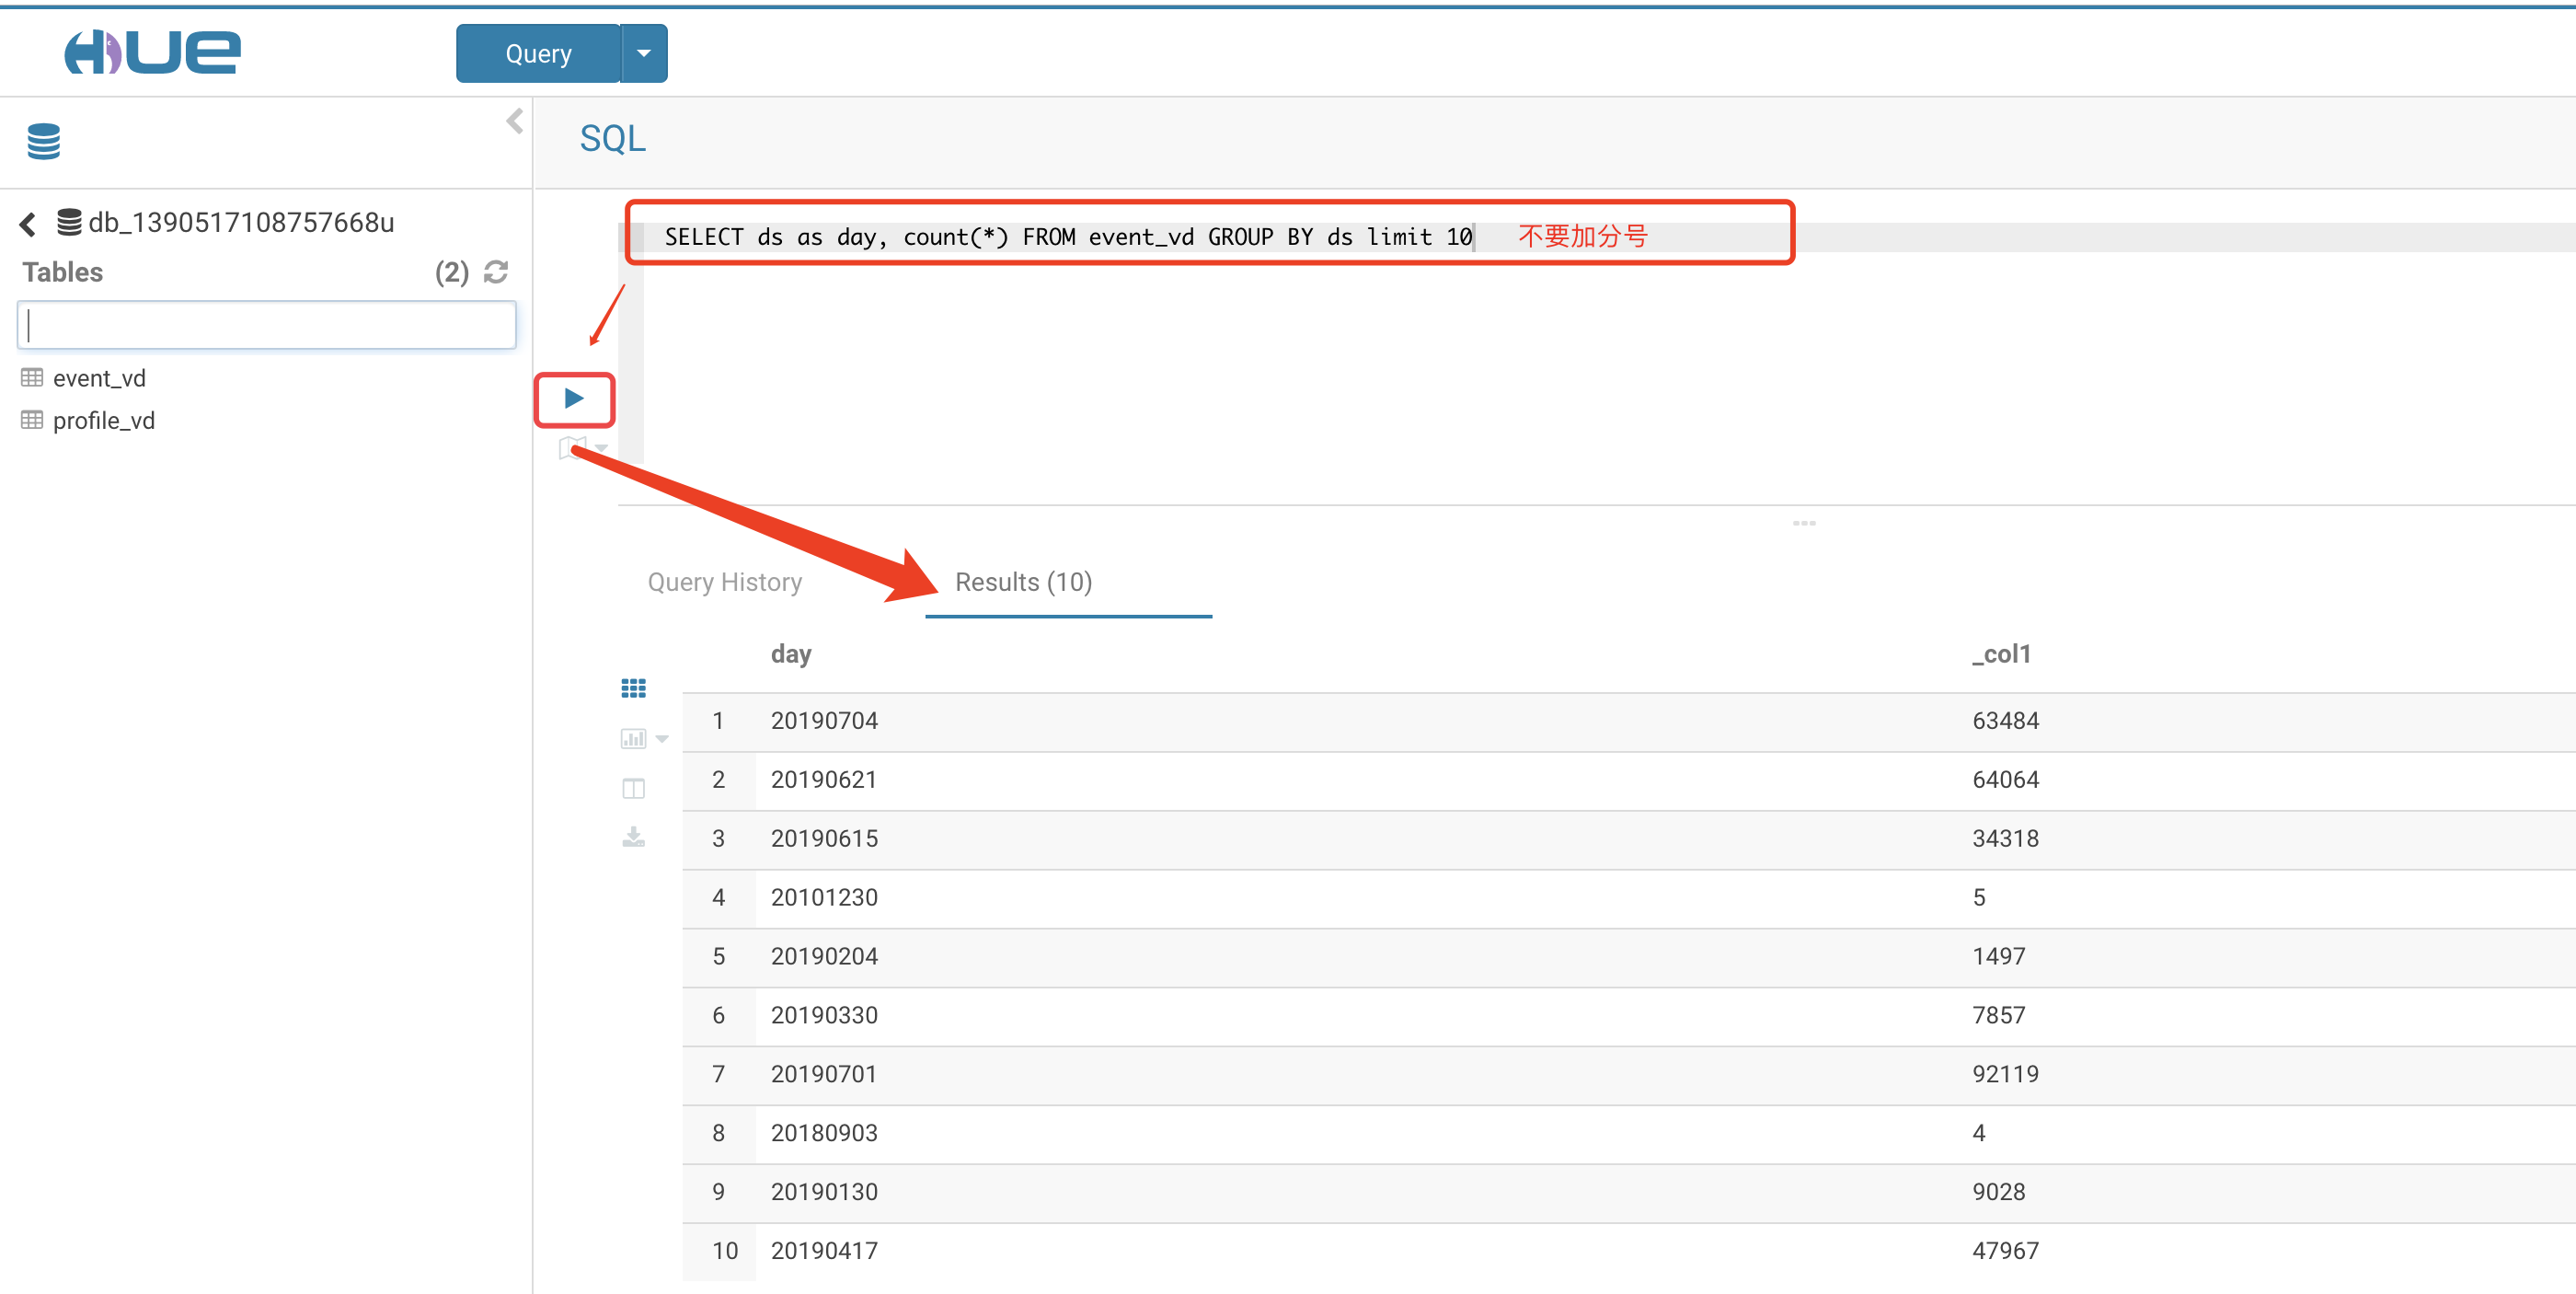 HUE
Query
SQL
db_1390517108757668u
Tables (2)
event_vd
profile_vd
SELECT ds as day, count(*) FROM event_vd GROUP BY ds limit 10 不要加分号
Query History Results (10)
day _col1
1 20190704 63484
2 20190621 64064
3 20190615 34318
4 20101230 5
5 20190204 1497
6 20190330 7857
7 20190701 92119
8 20180903 4
9 20190130 9028
10 20190417 47967